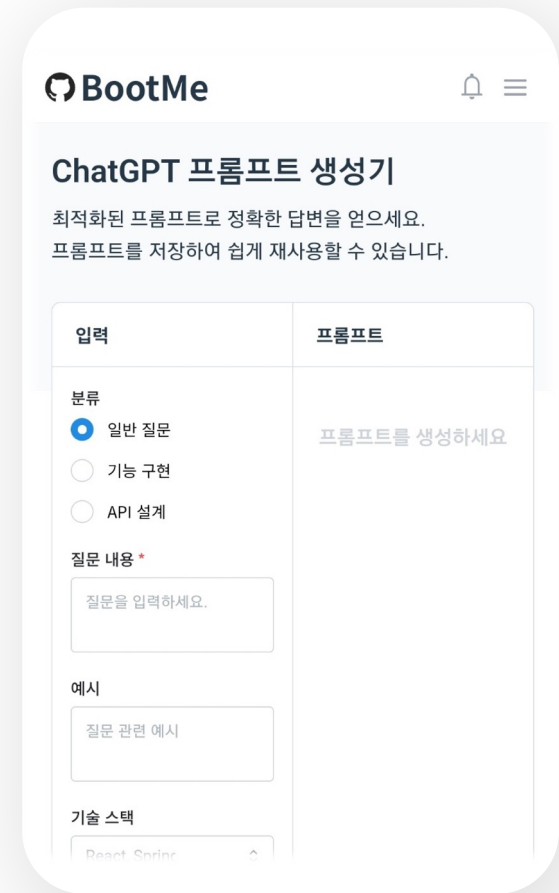 BootMe
ChatGPT 프롬프트 생성기
최적화된 프롬프트로 정확한 답변을 얻으세요.
프롬프트를 저장하여 쉽게 재사용할 수 있습니다.
입력
프롬프트
분류
일반 질문
프롬프트를 생성하세요
기능 구현
API 설계
질문 내용 *
질문을 입력하세요.
예시
질문 관련 예시
기술 스택
React, Spring